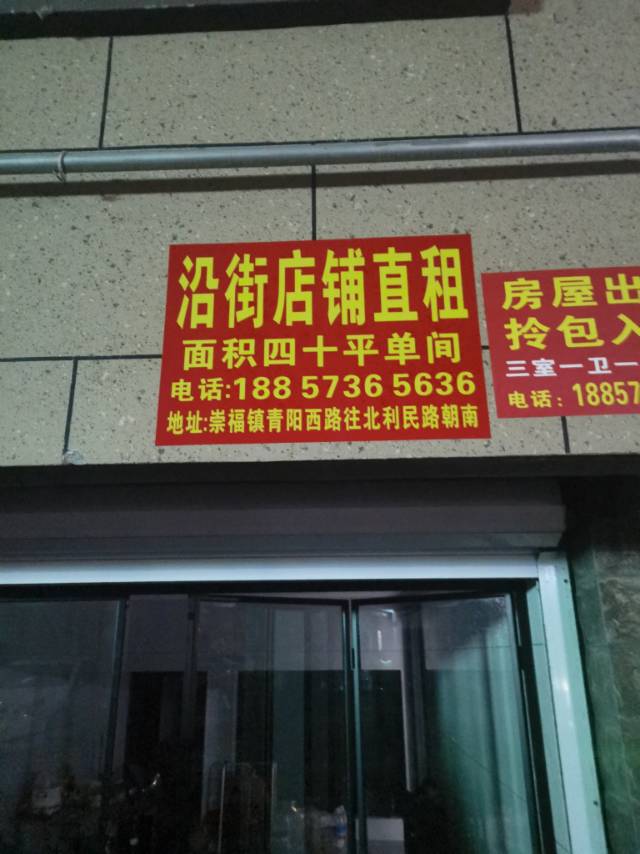 沿街店铺直租
面积四十平单间
电话:188 5736 5636
地址:崇福镇青阳西路往北利民路朝南
房屋出
拎包入
三室一卫一
电话：18857